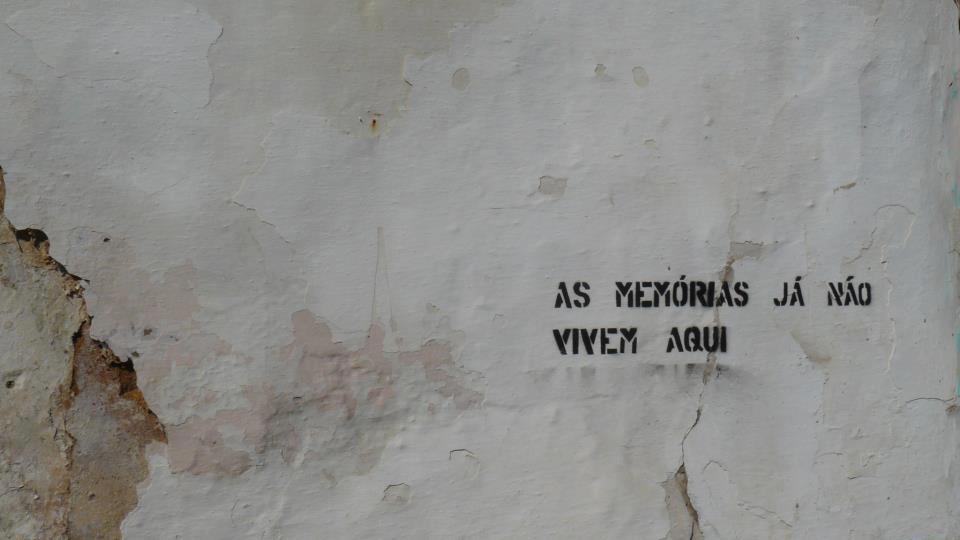 AS MEMÓRIAS JÁ NÃO
VIVEM AQUI